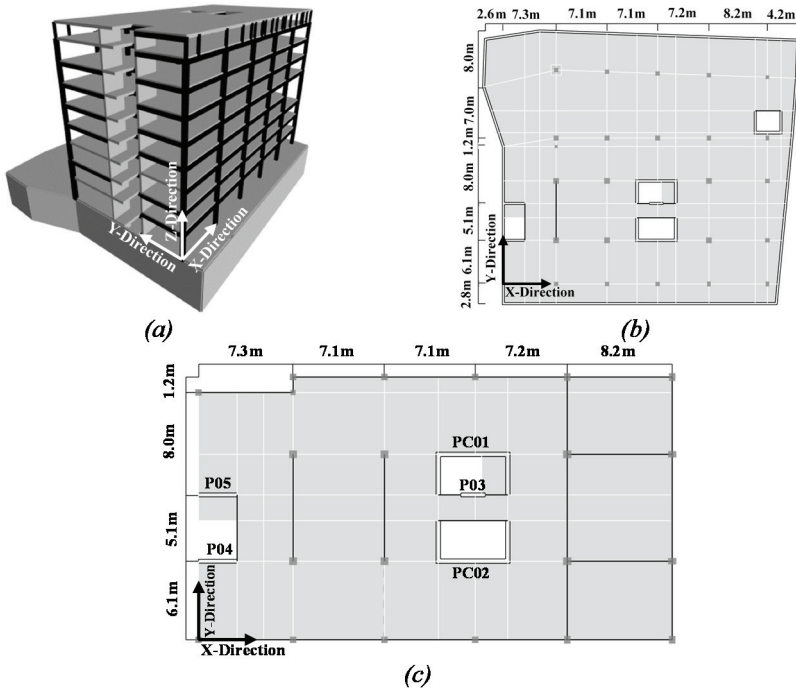 Z-Direction
Y-Direction
X-Direction
(a)
2.6m 7.3m 7.1m 7.1m 7.2m 8.2m 4.2m
8.0m
7.0m
1.2m
8.0m
5.1m
6.1m
2.8m
Y-Direction
X-Direction
(b)
7.3m 7.1m 7.1m 7.2m 8.2m
1.2m
8.0m
5.1m
6.1m
PC01
P05
P03
P04
PC02
Y-Direction
X-Direction
(c)